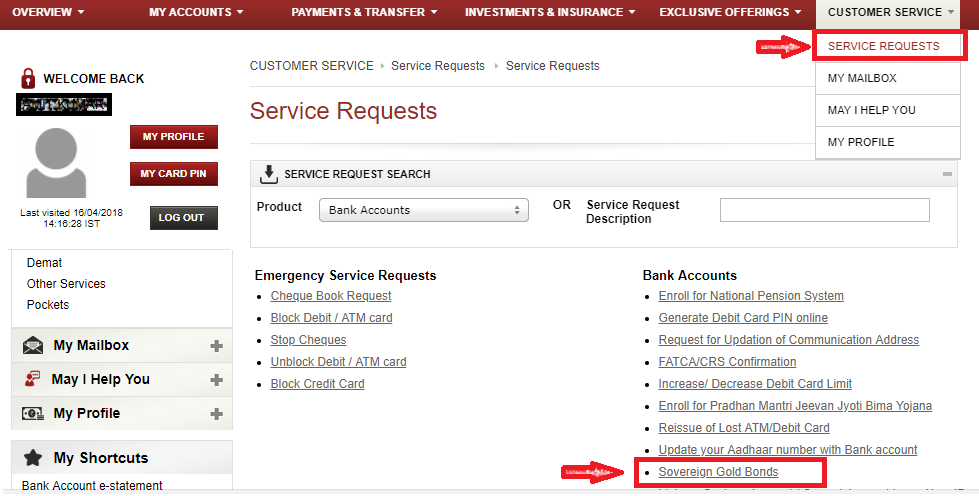 OVERVIEW MY ACCOUNTS PAYMENTS & TRANSFER INVESTMENTS & INSURANCE EXCLUSIVE OFFERINGS CUSTOMER SERVICE
SERVICE REQUESTS
MY MAILBOX
MAY I HELP YOU
MY PROFILE
WELCOME BACK
MY PROFILE
MY CARD PIN
Last visited 16/04/2018
14:16:28 IST
LOG OUT
Demat
Other Services
Pockets
My Mailbox
May I Help You
My Profile
My Shortcuts
Bank Account e-statement
CUSTOMER SERVICE Service Requests Service Requests
Service Requests
SERVICE REQUEST SEARCH
Product Bank Accounts OR Service Request
Description
Emergency Service Requests
Cheque Book Request
Block Debit / ATM card
Stop Cheques
Unblock Debit / ATM card
Block Credit Card
Bank Accounts
Enroll for National Pension System
Generate Debit Card PIN online
Request for Updation of Communication Address
FATCA/CRS Confirmation
Increase/ Decrease Debit Card Limit
Enroll for Pradhan Mantri Jeevan Jyoti Bima Yojana
Reissue of Lost ATM/Debit Card
Update your Aadhaar number with Bank account
Sovereign Gold Bonds